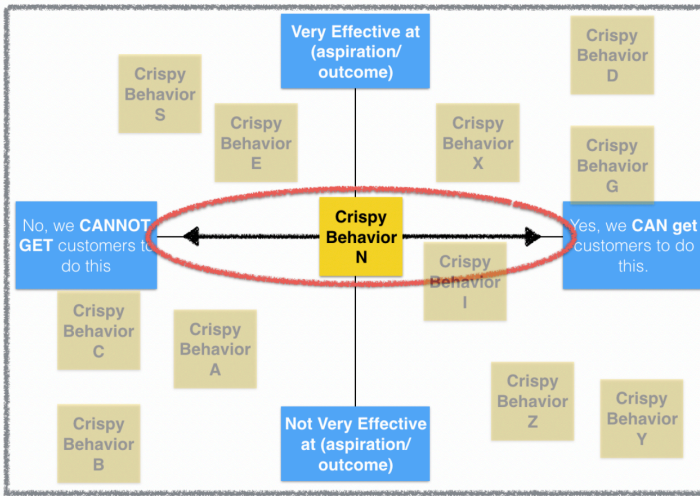 Very Effective at
(aspiration/
outcome)
Crispy
Behavior
D
Crispy
Behavior
S
Crispy
Behavior
E
Crispy
Behavior
X
Crispy
Behavior
G
No, we CANNOT
GET customers to
do this
Crispy
Behavior
N
Yes, we CAN get
customers to do
this.
Crispy
Behavior
I
Crispy
Behavior
C
Crispy
Behavior
A
Crispy
Behavior
Z
Crispy
Behavior
Y
Crispy
Behavior
B
Not Very Effective
at (aspiration/
outcome)